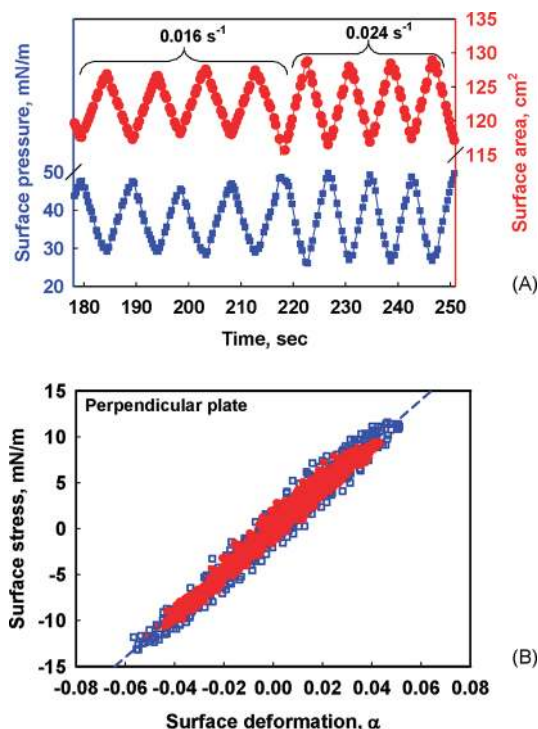 0.016 s⁻¹
0.024 s⁻¹
135
130
125
120
115
Surface area, cm²
Surface pressure, mN/m
50
40
30
20
180 190 200 210 220 230 240 250
Time, sec
(A)
Perpendicular plate
15
10
5
0
-5
-10
-15
Surface stress, mN/m
-0.08 -0.06 -0.04 -0.02 0.00 0.02 0.04 0.06 0.08
Surface deformation, α
(B)